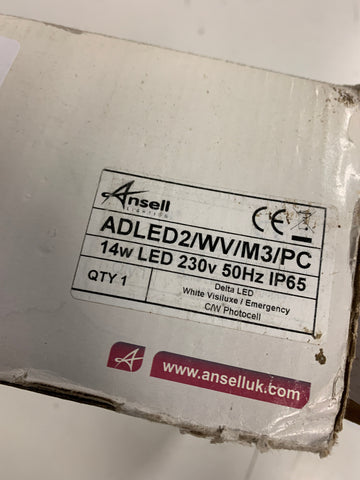 Ansell
LIGHTING
CE
ADLED2/WV/M3/PC
14w LED 230v 50Hz IP65
QTY 1
Delta LED
White Visiluxe / Emergency
C/W Photocell
www.anselluk.com